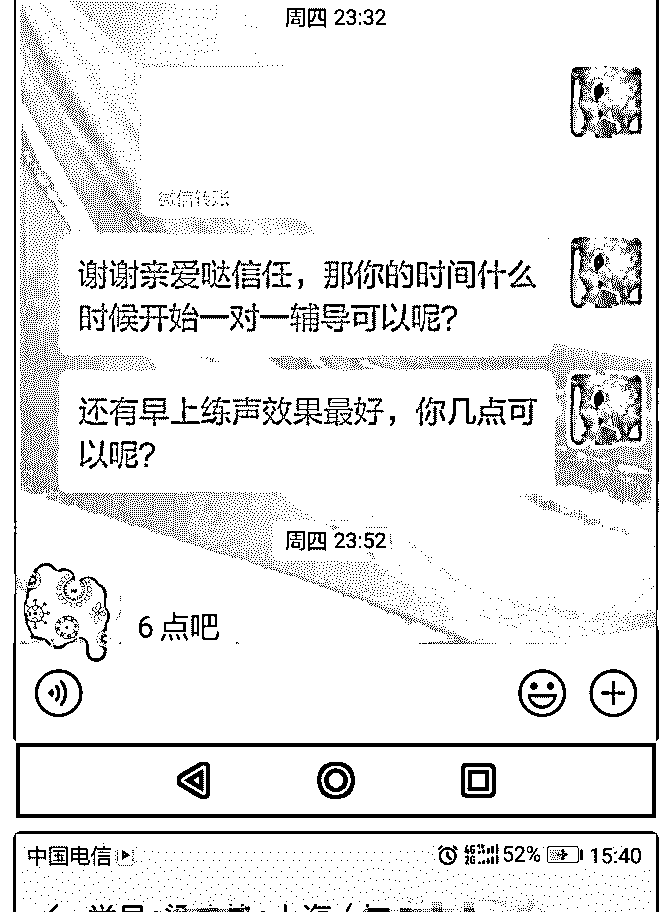 周四 23:32
微信转账
谢谢亲爱哒信任，那你的时间什么
时候开始一对一辅导可以呢?
还有早上练声效果最好，你几点可
以呢?
周四 23:52
6 点吧
中国电信
52%
15:40